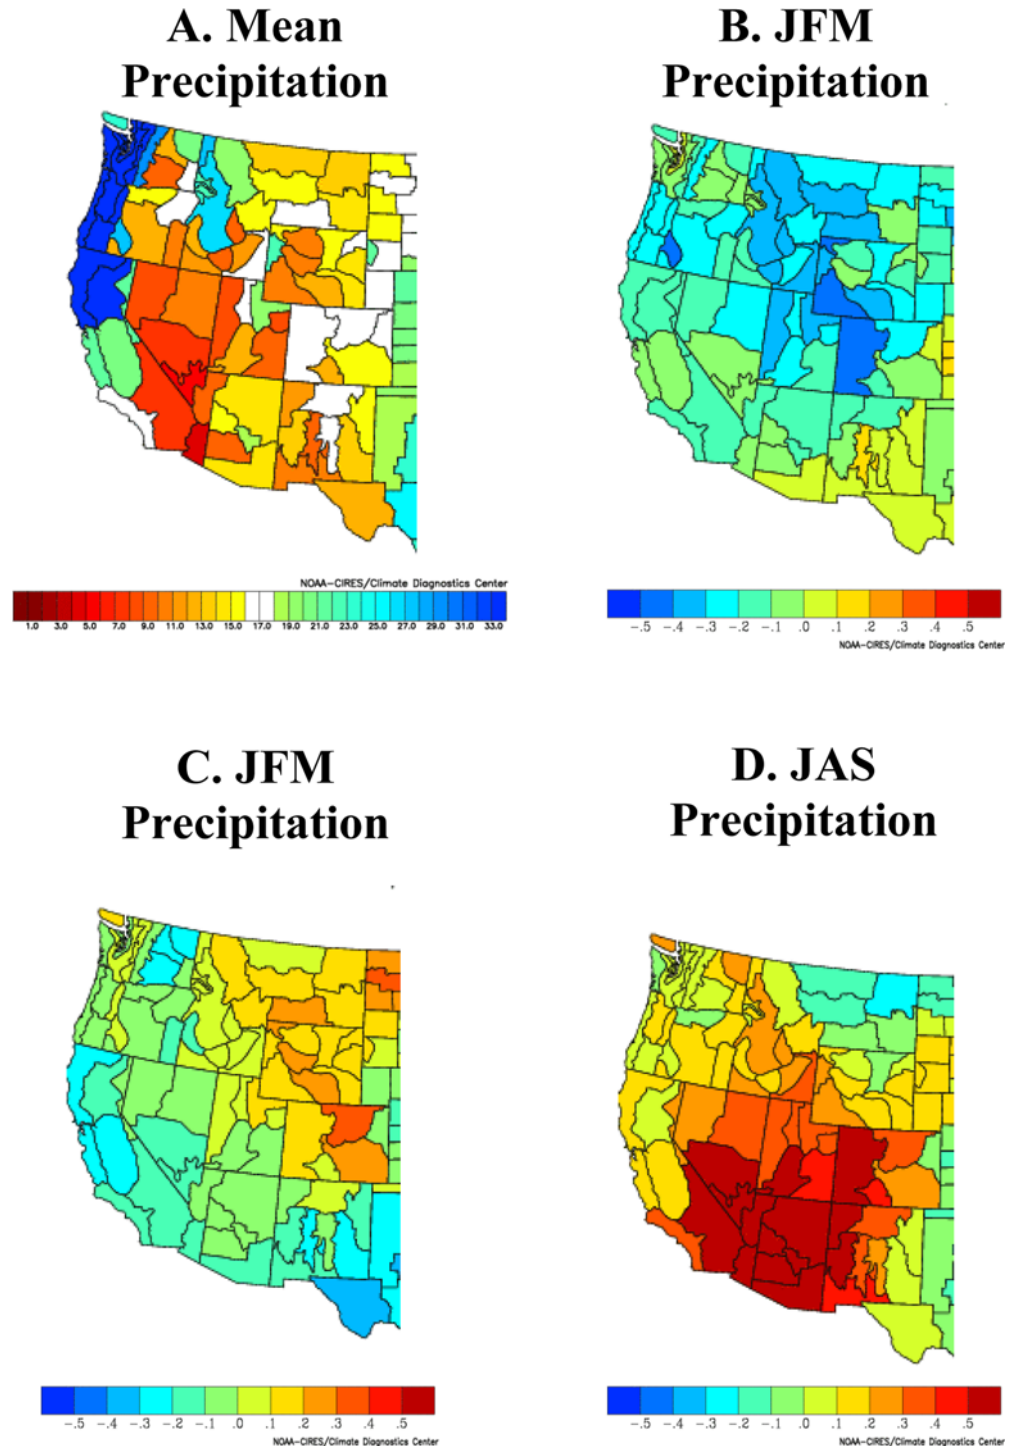 A. Mean
Precipitation
B. JFM
Precipitation
NOAA-CIRES/Climate Diagnostics Center
1.0 3.0 5.0 7.0 9.0 11.0 13.0 15.0 17.0 19.0 21.0 23.0 25.0 27.0 29.0 31.0 33.0
-.5 -.4 -.3 -.2 -.1 .0 .1 .2 .3 .4 .5
NOAA-CIRES/Climate Diagnostics Center
C. JFM
Precipitation
D. JAS
Precipitation
-.5 -.4 -.3 -.2 -.1 .0 .1 .2 .3 .4 .5
NOAA-CIRES/Climate Diagnostics Center
-.5 -.4 -.3 -.2 -.1 .0 .1 .2 .3 .4 .5
NOAA-CIRES/Climate Diagnostics Center